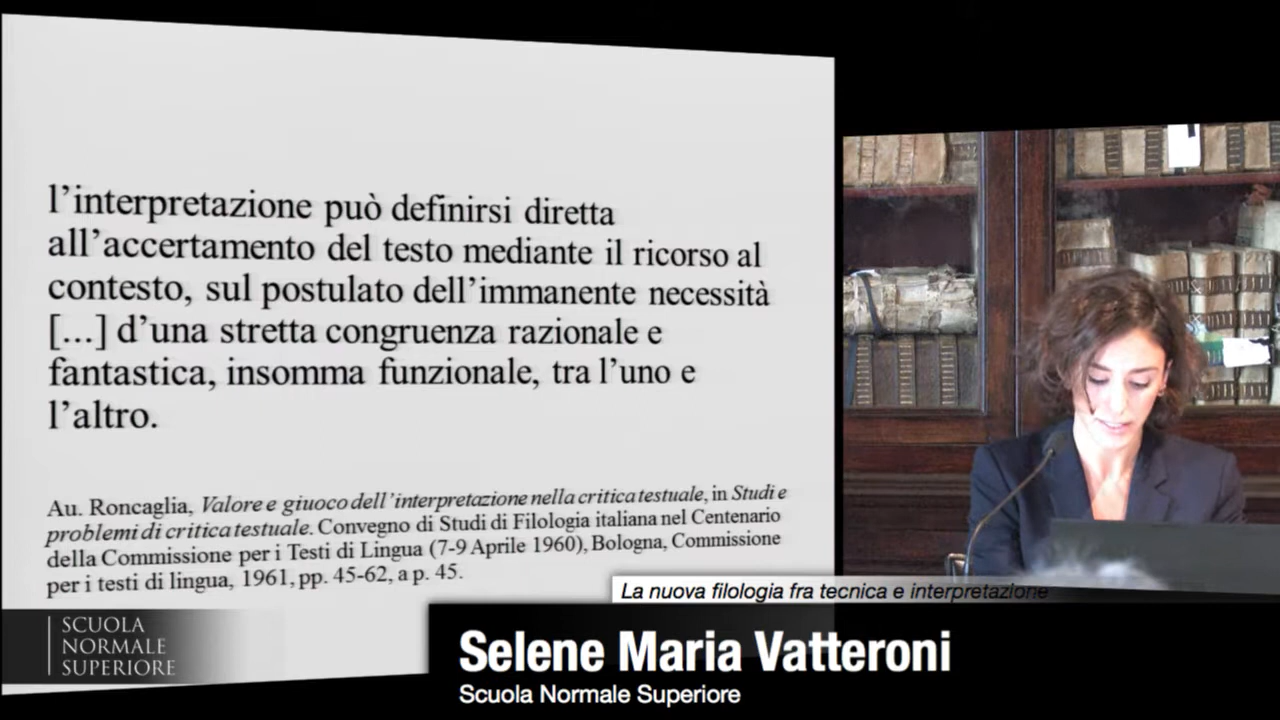 l’interpretazione può definirsi diretta
all’accertamento del testo mediante il ricorso al
contesto, sul postulato dell’immanente necessità
[...] d’una stretta congruenza razionale e
fantastica, insomma funzionale, tra l’uno e
l’altro.
Au. Roncaglia, Valore e giuoco dell’interpretazione nella critica testuale, in Studi e
problemi di critica testuale. Convegno di Studi di Filologia italiana nel Centenario
della Commissione per i Testi di Lingua (7-9 Aprile 1960), Bologna, Commissione
per i testi di lingua, 1961, pp. 45-62, a p. 45.
La nuova filologia fra tecnica e interpretazione
SCUOLA
NORMALE
SUPERIORE
Selene Maria Vatteroni
Scuola Normale Superiore